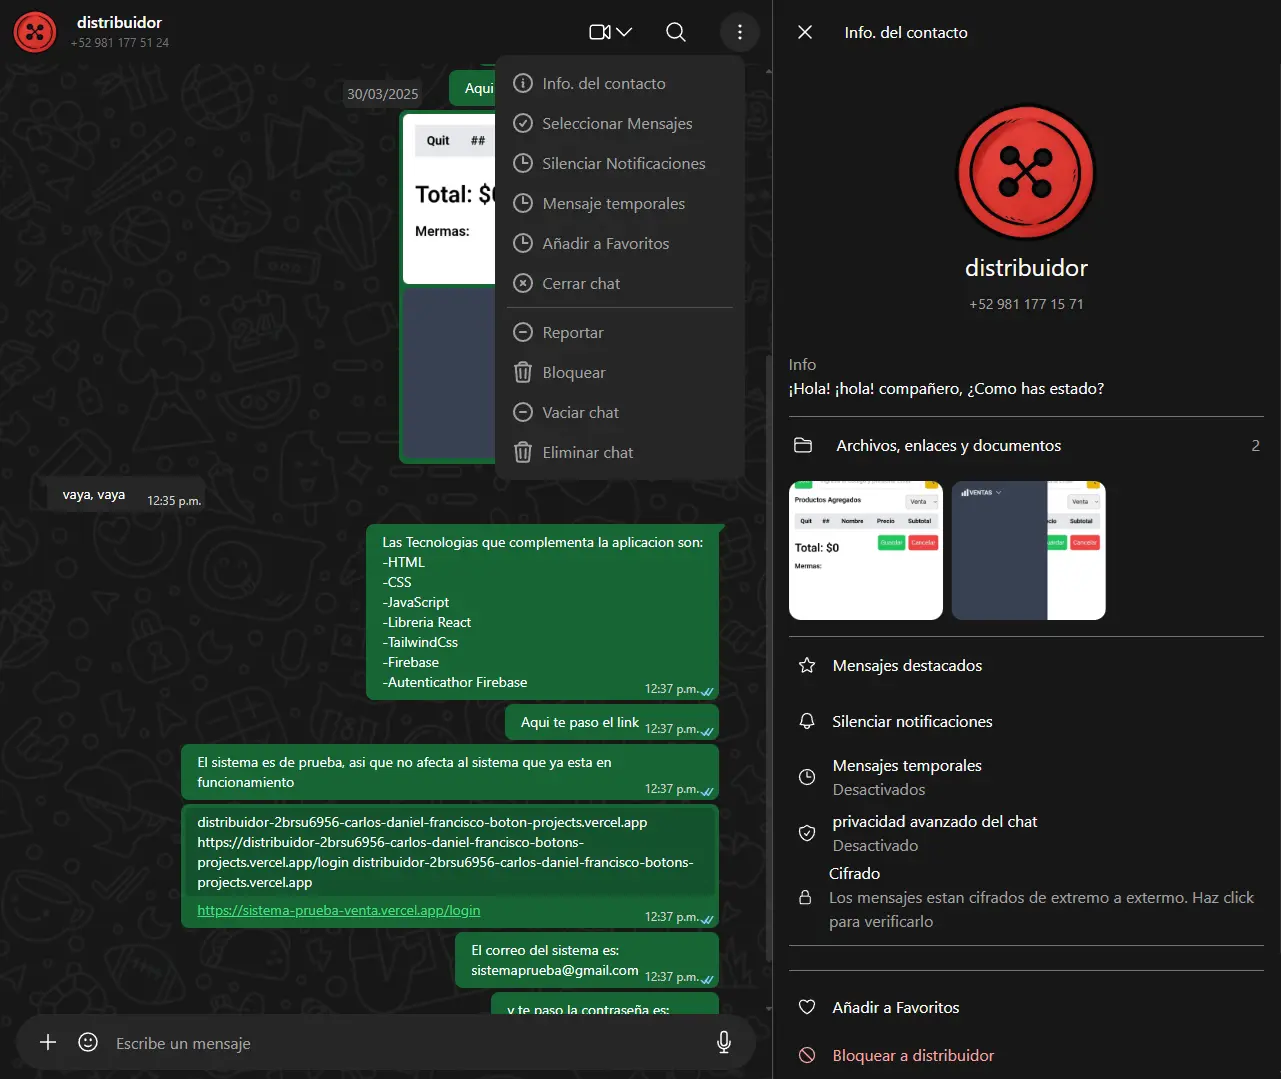 distribuidor
+52 981 177 51 24
30/03/2025
Aqui
Quit ##
Total: $0
Mermas:
Info. del contacto
Seleccionar Mensajes
Silenciar Notificaciones
Mensaje temporales
Añadir a Favoritos
Cerrar chat
Reportar
Bloquear
Vaciar chat
Eliminar chat
vaya, vaya 12:35 p.m.
Las Tecnologias que complementa la aplicacion son:
-HTML
-CSS
-JavaScript
-Libreria React
-TailwindCss
-Firebase
-Autenticathor Firebase
12:37 p.m.
Aqui te paso el link 12:37 p.m.
El sistema es de prueba, asi que no afecta al sistema que ya esta en
funcionamiento
12:37 p.m.
distribuidor-2brsu6956-carlos-daniel-francisco-boton-projects.vercel.app
https://distribuidor-2brsu6956-carlos-daniel-francisco-botons-
projects.vercel.app/login distribuidor-2brsu6956-carlos-daniel-francisco-botons-
projects.vercel.app
https://sistema-prueba-venta.vercel.app/login
12:37 p.m.
El correo del sistema es:
sistemaprueba@gmail.com 12:37 p.m.
y te paso la contraseña es:
Escribe un mensaje
Info. del contacto
distribuidor
+52 981 177 15 71
Info
¡Hola! ¡hola! compañero, ¿Como has estado?
Archivos, enlaces y documentos 2
Productos Agregados
Venta
Quit ## Nombre Precio Subtotal
Total: $0
Guardar Cancelar
Mermas:
VENTAS
Venta
cio Subtotal
uardar Cancelar
Mensajes destacados
Silenciar notificaciones
Mensajes temporales
Desactivados
privacidad avanzado del chat
Desactivado
Cifrado
Los mensajes estan cifrados de extremo a extermo. Haz click
para verificarlo
Añadir a Favoritos
Bloquear a distribuidor